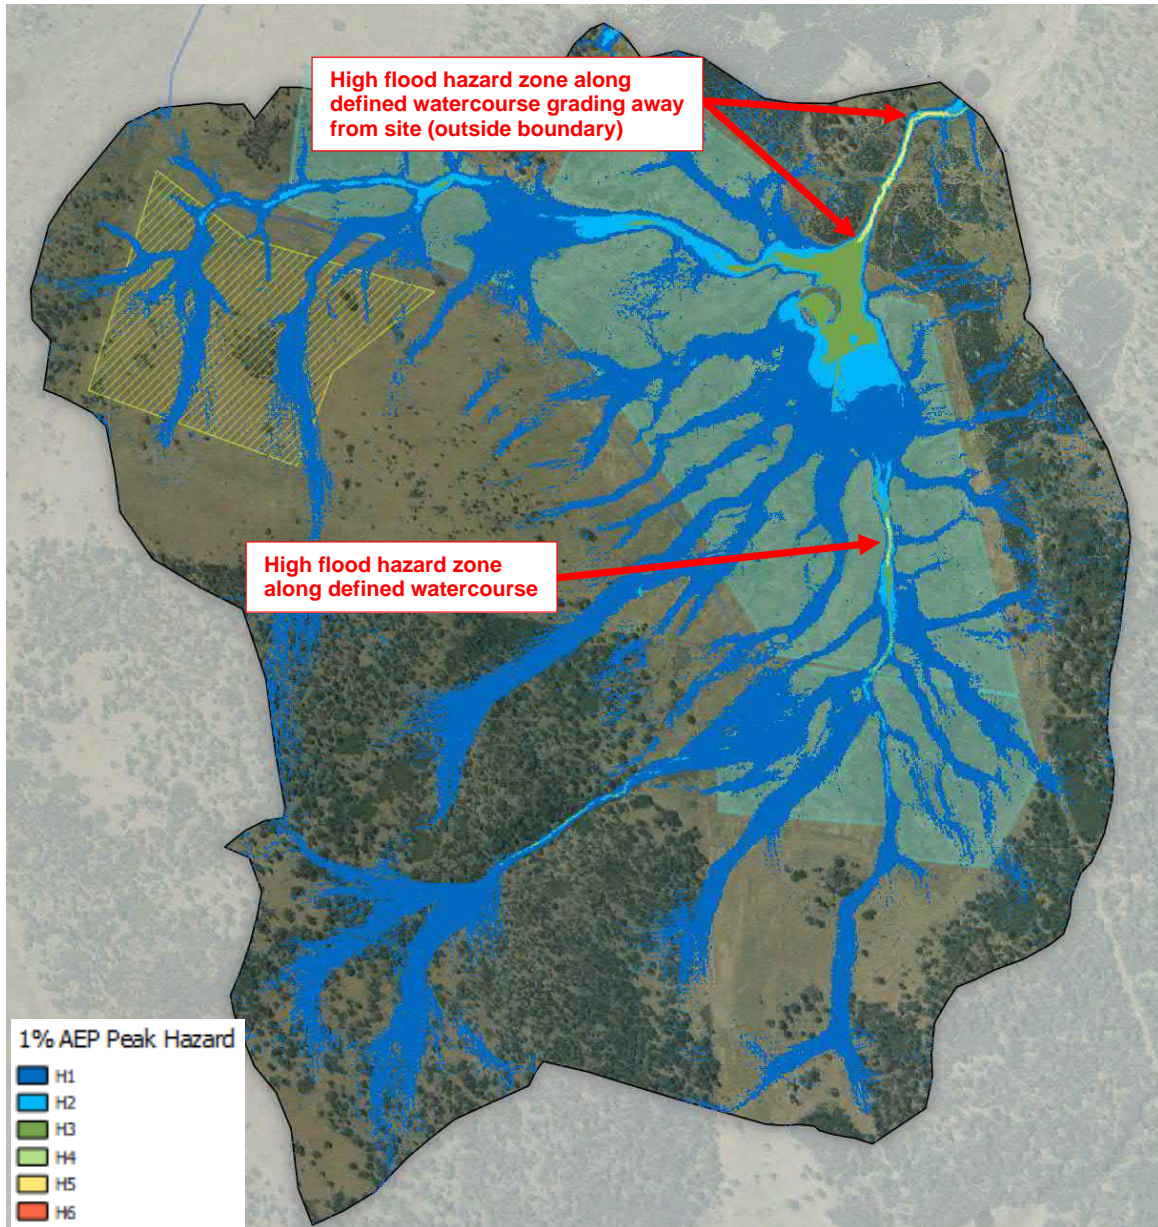 High flood hazard zone along
defined watercourse grading away
from site (outside boundary)
High flood hazard zone
along defined watercourse
1% AEP Peak Hazard
H1
H2
H3
H4
H5
H6